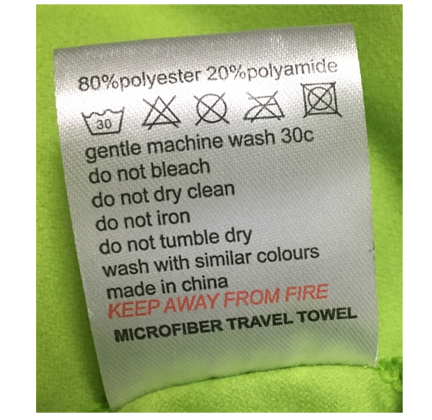 80%polyester 20%polyamide
30
gentle machine wash 30c
do not bleach
do not dry clean
do not iron
do not tumble dry
wash with similar colours
made in china
KEEP AWAY FROM FIRE
MICROFIBER TRAVEL TOWEL